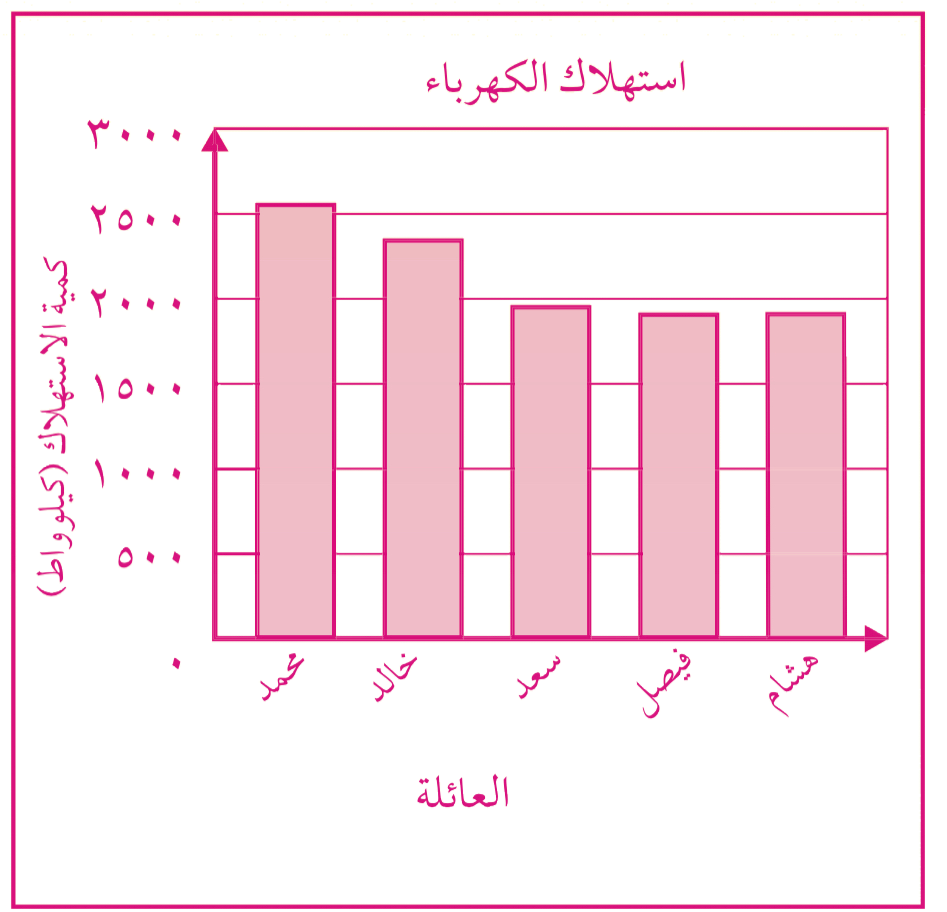 استهلاك الكهرباء
٣٠٠٠
٢٥٠٠
٢٠٠٠
١٥٠٠
١٠٠٠
٥٠٠
٠
كمية الاستهلاك (كيلوواط)
محمد
خالد
سعد
فيصل
هشام
العائلة